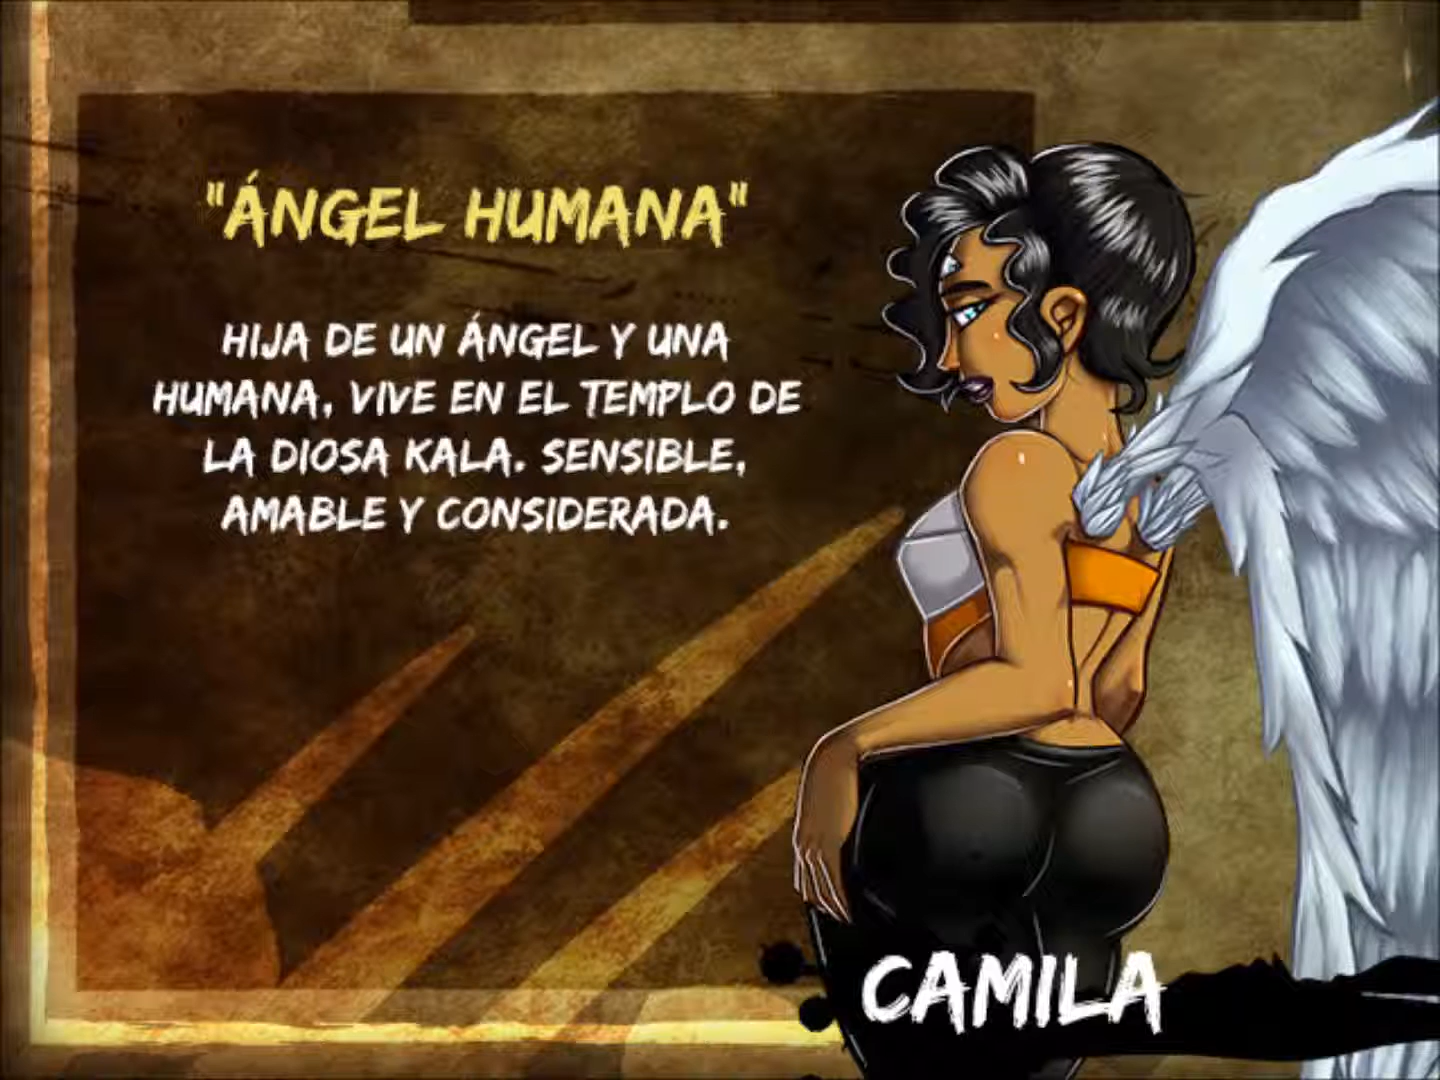 "ÁNGEL HUMANA"
HIJA DE UN ÁNGEL Y UNA
HUMANA, VIVE EN EL TEMPLO DE
LA DIOSA KALA. SENSIBLE,
AMABLE Y CONSIDERADA.
CAMILA